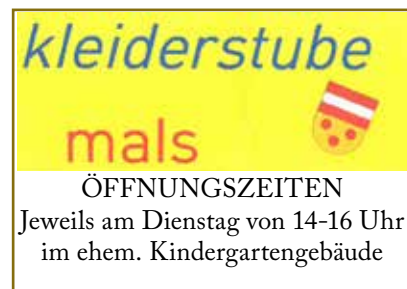 kleiderstube
mals
ÖFFNUNGSZEITEN
Jeweils am Dienstag von 14-16 Uhr
im ehem. Kindergartengebäude